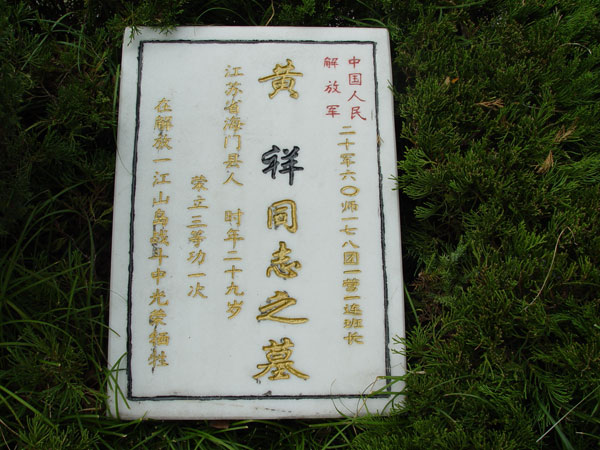 中国人民
解放军
二十军六〇师一七八团一营一连班长
黄祥同志之墓
江苏省海门县人 时年二十九岁
荣立三等功一次
在解放一江山岛战斗中光荣牺牲